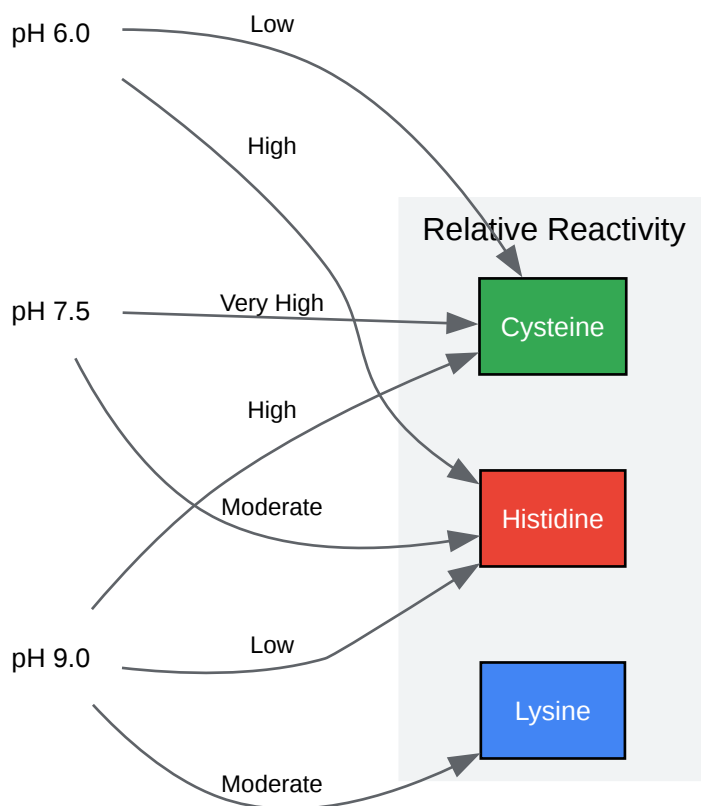 pH 6.0
Low
High
Relative Reactivity
pH 7.5
Very High
Cysteine
High
Moderate
Histidine
pH 9.0
Low
Lysine
Moderate